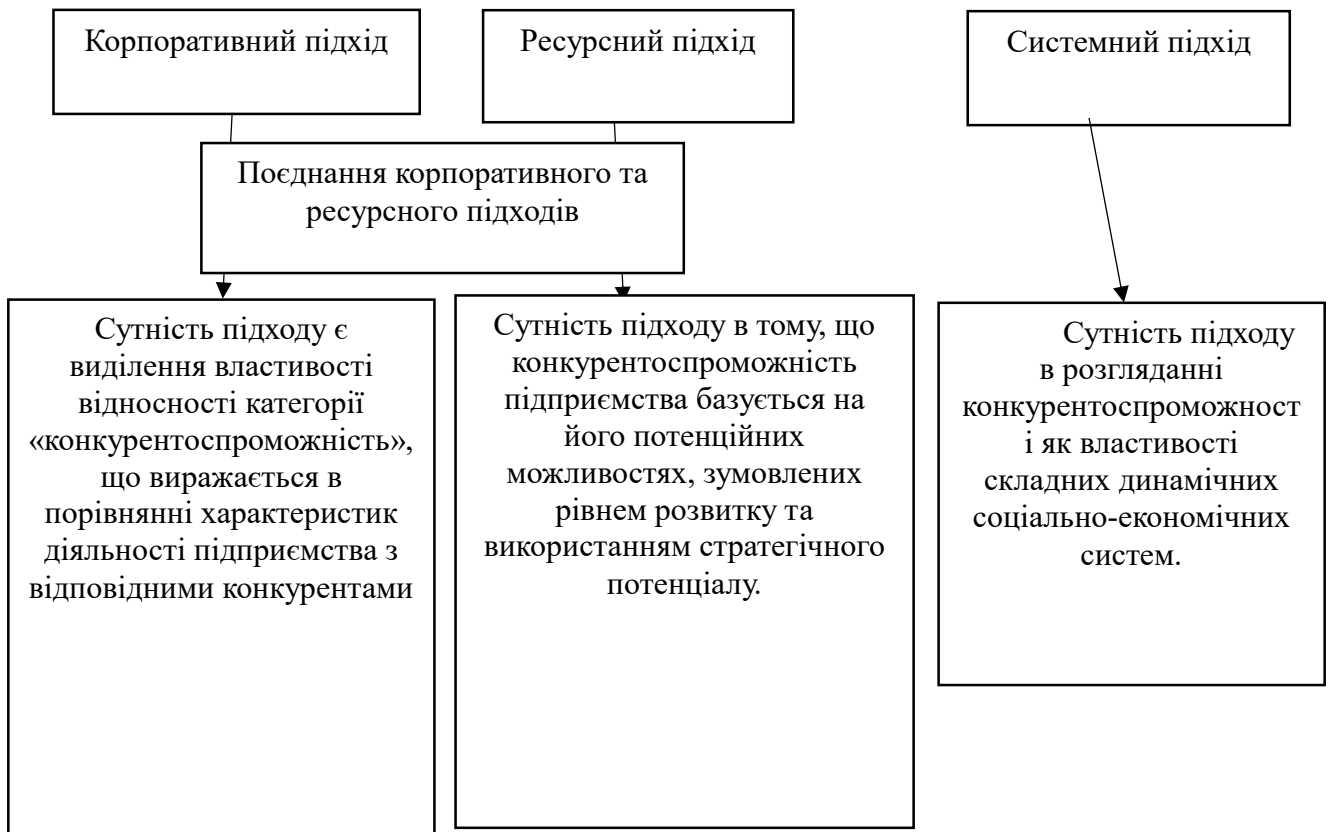 Корпоративний підхід
Ресурсний підхід
Системний підхід
Поєднання корпоративного та
ресурсного підходів
Сутність підходу є
виділення властивості
відносності категорії
«конкурентоспроможність»,
що виражається в
порівнянні характеристик
діяльності підприємства з
відповідними конкурентами
Сутність підходу в тому, що
конкурентоспроможність
підприємства базується на
його потенційних
можливостях, зумовлених
рівнем розвитку та
використанням стратегічного
потенціалу.
Сутність підходу
в розгляданні
конкурентоспроможност
і як властивості
складних динамічних
соціально-економічних
систем.